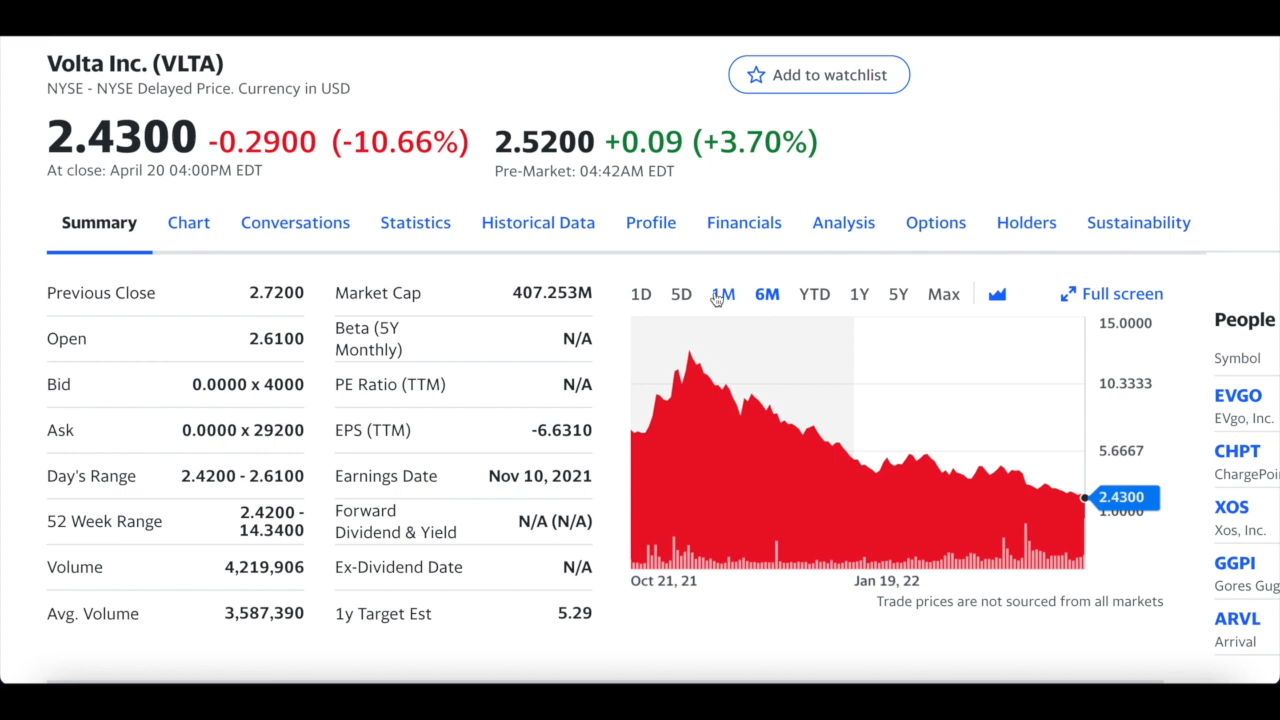 Volta Inc. (VLTA)
NYSE - NYSE Delayed Price. Currency in USD
Add to watchlist
2.4300 -0.2900 (-10.66%) 2.5200 +0.09 (+3.70%)
At close: April 20 04:00PM EDT
Pre-Market: 04:42AM EDT
Summary Chart Conversations Statistics Historical Data Profile Financials Analysis Options Holders Sustainability
Previous Close 2.7200
Open 2.6100
Bid 0.0000 x 4000
Ask 0.0000 x 29200
Day's Range 2.4200 - 2.6100
52 Week Range 2.4200 -
14.3400
Volume 4,219,906
Avg. Volume 3,587,390
Market Cap 407.253M
Beta (5Y
Monthly) N/A
PE Ratio (TTM) N/A
EPS (TTM) -6.6310
Earnings Date Nov 10, 2021
Forward
Dividend & Yield N/A (N/A)
Ex-Dividend Date N/A
1y Target Est 5.29
1D 5D 1M 6M YTD 1Y 5Y Max Full screen
15.0000
10.3333
5.6667
2.4300
1.0000
Oct 21, 21 Jan 19, 22
Trade prices are not sourced from all markets
People
Symbol
EVGO
EVgo, Inc.
CHPT
ChargePoi
XOS
Xos, Inc.
GGPI
Gores Gug
ARVL
Arrival